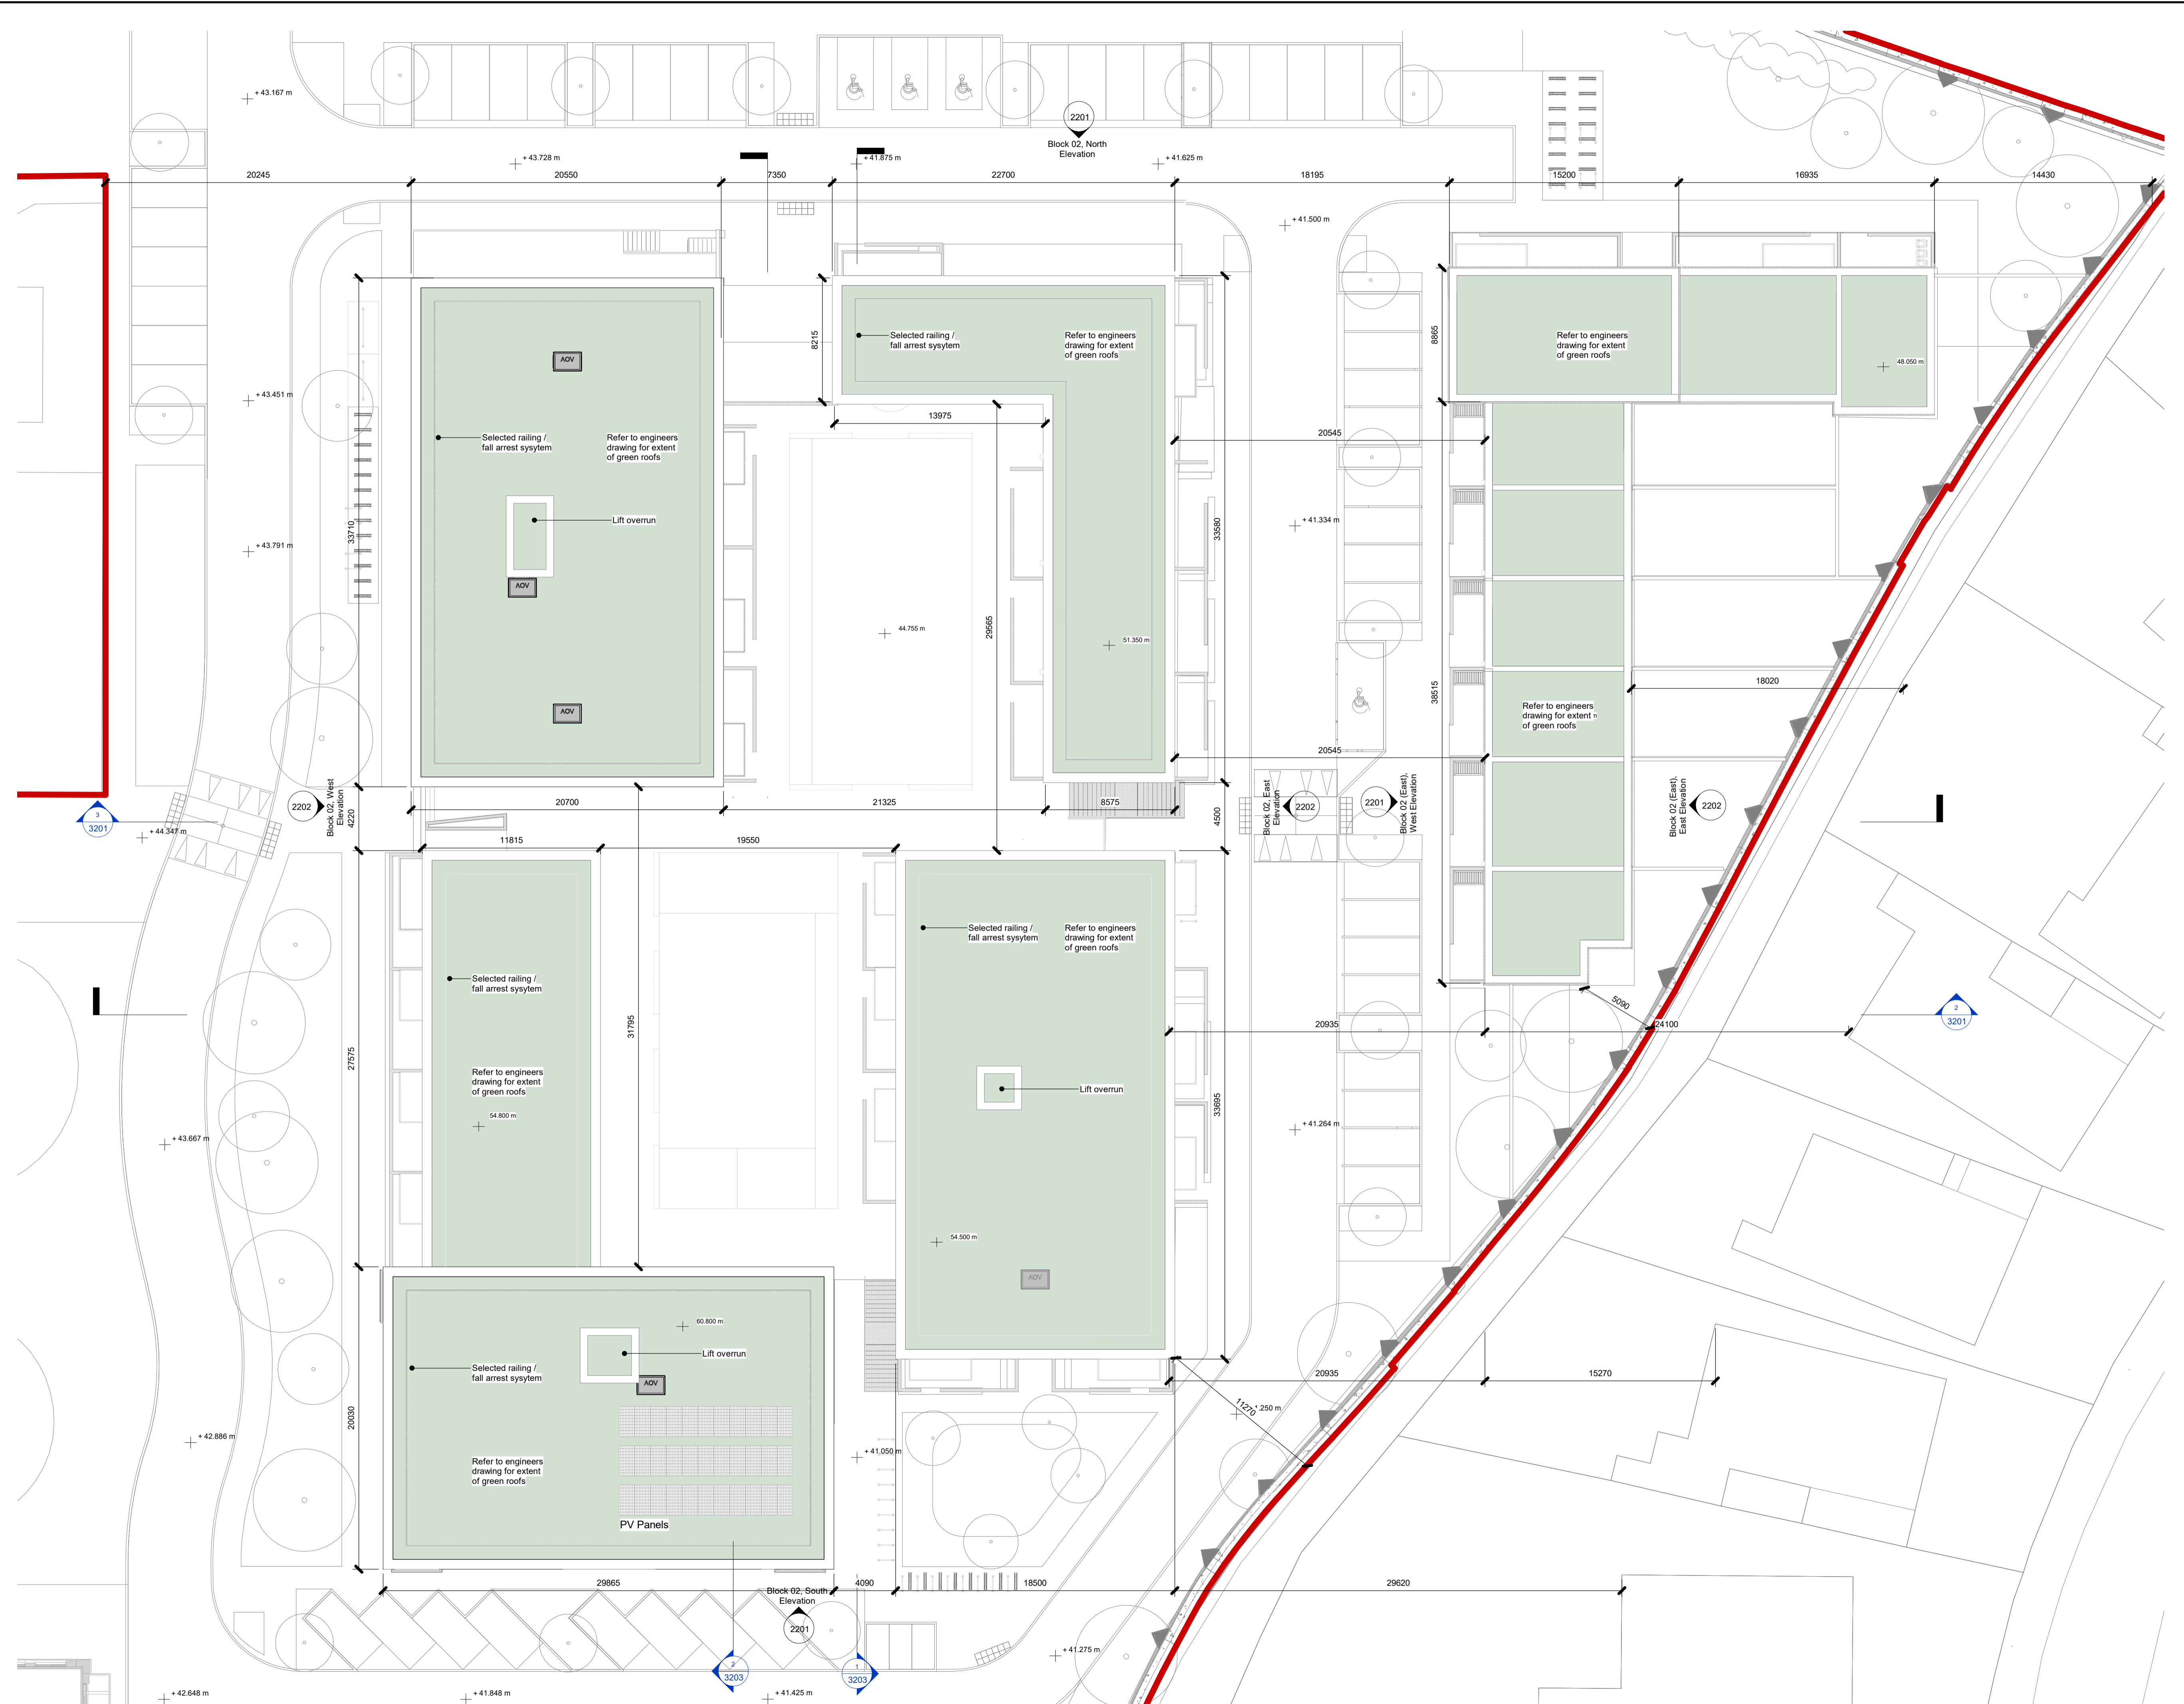 + 43.167 m
2201
Block 02, North
Elevation
+ 43.728 m
+ 41.875 m
+ 41.625 m
20245
20550
7350
22700
18195
15200
16935
14430
+ 41.500 m
8215
Selected railing /
fall arrest sysytem
Refer to engineers
drawing for extent
of green roofs
8865
Refer to engineers
drawing for extent
of green roofs
AOV
48.050 m
+ 43.451 m
13975
Selected railing /
fall arrest sysytem
Refer to engineers
drawing for extent
of green roofs
20545
Lift overrun
33710
33580
+ 41.334 m
+ 43.791 m
AOV
29565
44.755 m
51.350 m
38515
18020
AOV
Refer to engineers
drawing for extent
of green roofs
20545
2202
Block 02, West
Elevation
4220
20700
21325
8575
4500
Block 02, East
Elevation
2202
2201
Block 02 (East),
West Elevation
Block 02 (East),
East Elevation
2202
3
3201
+ 44.347 m
11815
19550
Selected railing /
fall arrest sysytem
Refer to engineers
drawing for extent
of green roofs
Selected railing /
fall arrest sysytem
5090
2
3201
20935
24100
31795
27575
Refer to engineers
drawing for extent
of green roofs
Lift overrun
33695
54.800 m
+ 41.264 m
+ 43.667 m
54.500 m
AOV
60.800 m
Lift overrun
Selected railing /
fall arrest sysytem
AOV
20935
15270
11270
1.250 m
20030
+ 42.886 m
+ 41.050 m
Refer to engineers
drawing for extent
of green roofs
PV Panels
29865
4090
18500
29620
Block 02, South
Elevation
2201
+ 41.275 m
2
3203
1
3203
+ 42.648 m
+ 41.848 m
+ 41.425 m